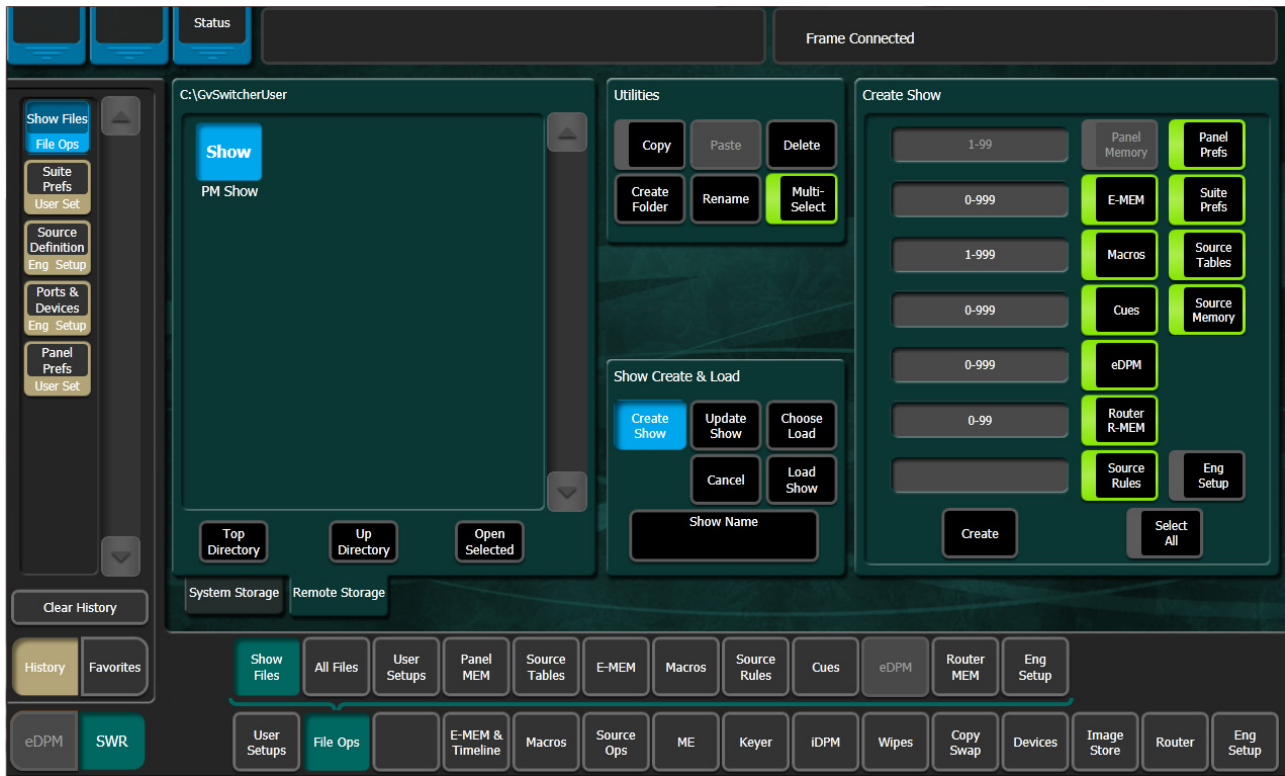 Status
Frame Connected
Show Files
File Ops
Suite
Prefs
User Set
Source
Definition
Eng Setup
Ports &
Devices
Eng Setup
Panel
Prefs
User Set
Clear History
History
Favorites
eDPM
SWR
C:\GvSwitcherUser
Show
PM Show
Top
Directory
Up
Directory
Open
Selected
System Storage
Remote Storage
Utilities
Copy
Paste
Delete
Create
Folder
Rename
Multi-
Select
Show Create & Load
Create
Show
Update
Show
Choose
Load
Cancel
Load
Show
Show Name
Create Show
1-99
Panel
Memory
Panel
Prefs
0-999
E-MEM
Suite
Prefs
1-999
Macros
Source
Tables
0-999
Cues
Source
Memory
0-999
eDPM
0-99
Router
R-MEM
Source
Rules
Eng
Setup
Create
Select
All
Show
Files
All Files
User
Setups
Panel
MEM
Source
Tables
E-MEM
Macros
Source
Rules
Cues
eDPM
Router
MEM
Eng
Setup
User
Setups
File Ops
E-MEM &
Timeline
Macros
Source
Ops
ME
Keyer
iDPM
Wipes
Copy
Swap
Devices
Image
Store
Router
Eng
Setup